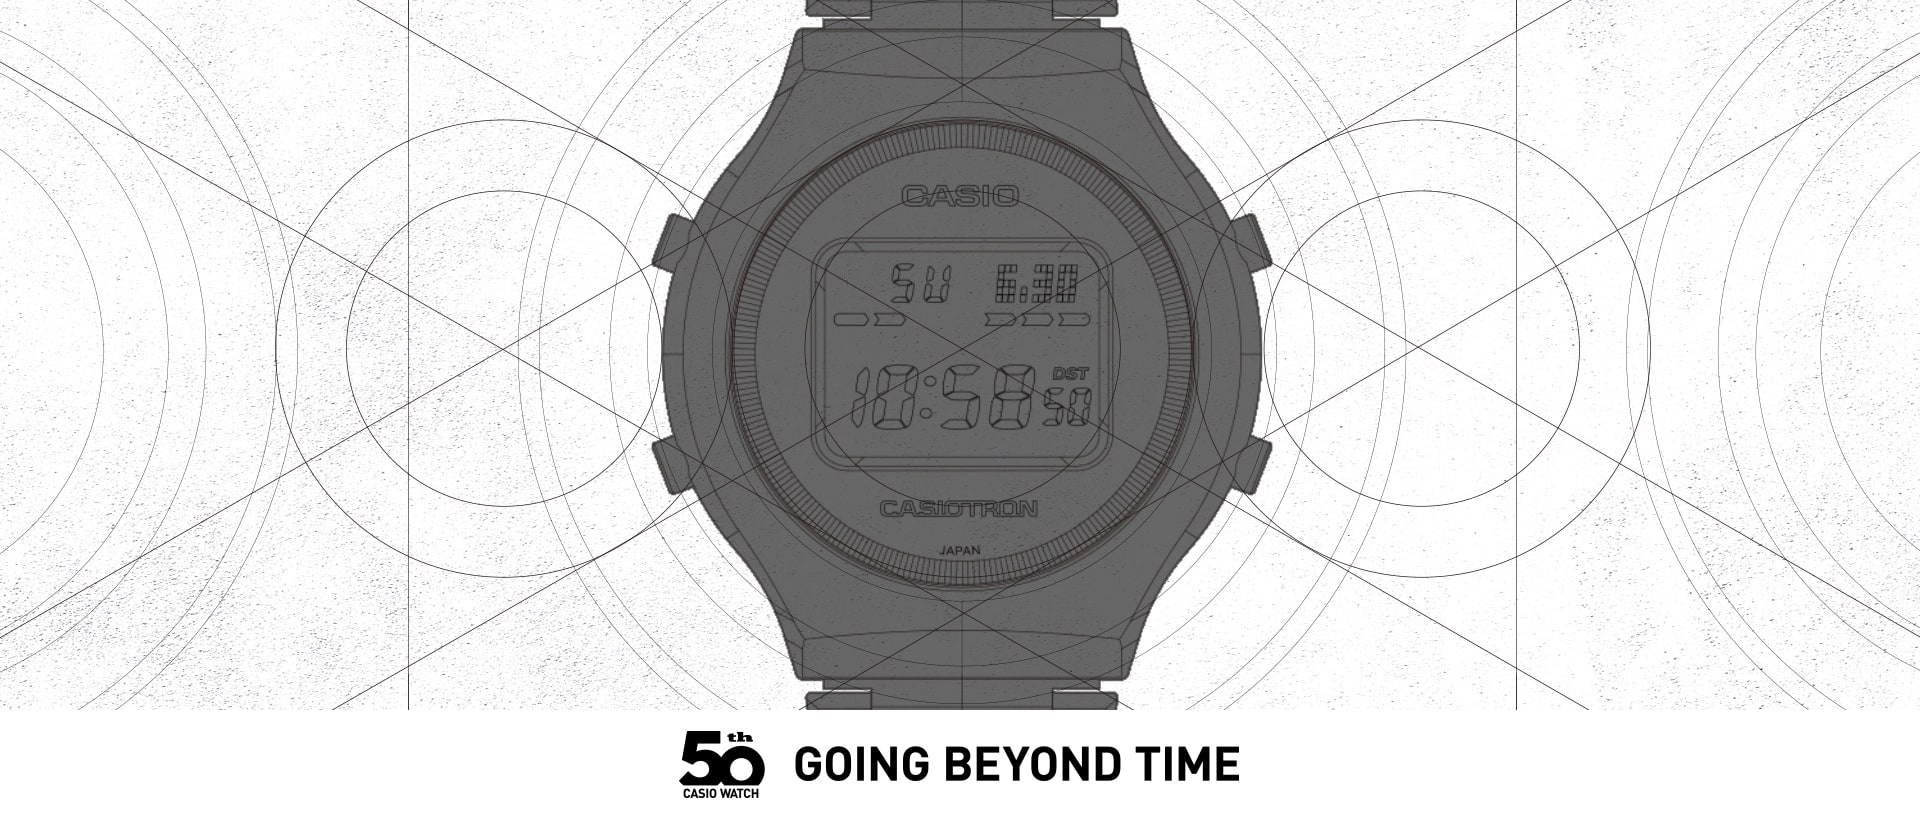 CASIO
SU 6.30
DST
10:58 50
CASIOTRON
JAPAN
50th
CASIO WATCH
GOING BEYOND TIME